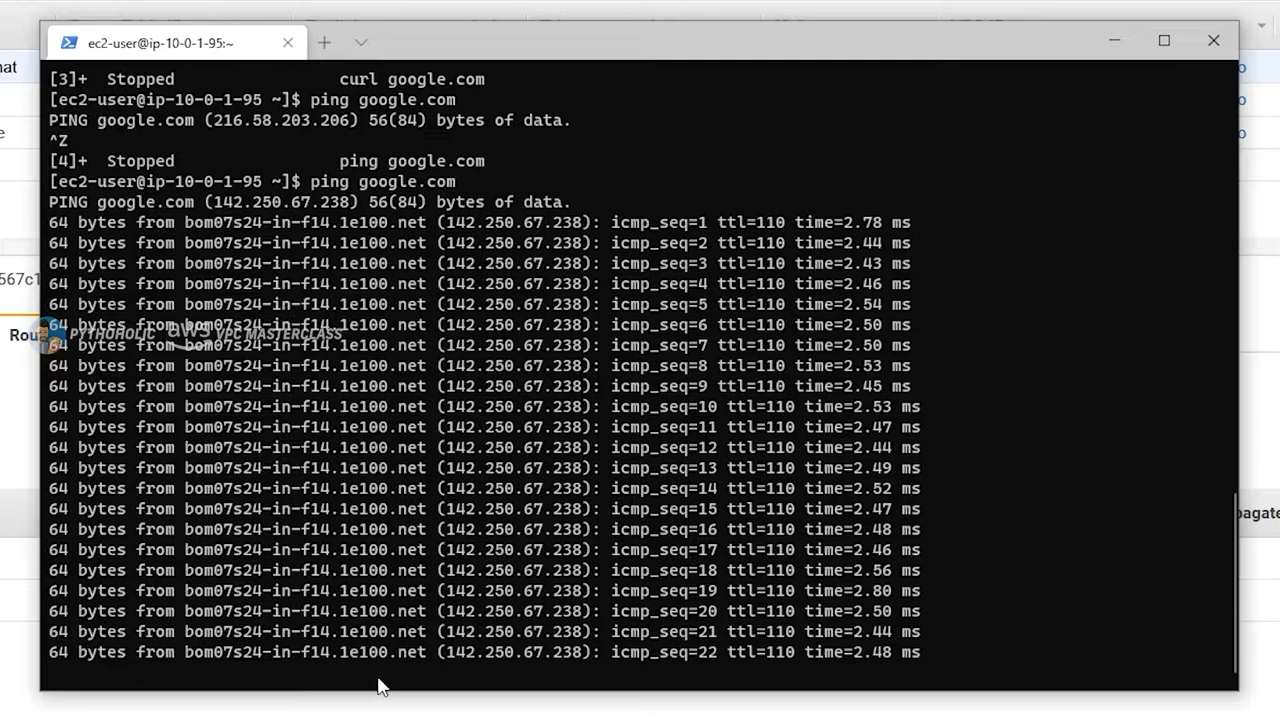 ec2-user@ip-10-0-1-95:~
[3]+  Stopped                 curl google.com
[ec2-user@ip-10-0-1-95 ~]$ ping google.com
PING google.com (216.58.203.206) 56(84) bytes of data.
^Z
[4]+  Stopped                 ping google.com
[ec2-user@ip-10-0-1-95 ~]$ ping google.com
PING google.com (142.250.67.238) 56(84) bytes of data.
64 bytes from bom07s24-in-f14.1e100.net (142.250.67.238): icmp_seq=1 ttl=110 time=2.78 ms
64 bytes from bom07s24-in-f14.1e100.net (142.250.67.238): icmp_seq=2 ttl=110 time=2.44 ms
64 bytes from bom07s24-in-f14.1e100.net (142.250.67.238): icmp_seq=3 ttl=110 time=2.43 ms
64 bytes from bom07s24-in-f14.1e100.net (142.250.67.238): icmp_seq=4 ttl=110 time=2.46 ms
64 bytes from bom07s24-in-f14.1e100.net (142.250.67.238): icmp_seq=5 ttl=110 time=2.54 ms
64 bytes from bom07s24-in-f14.1e100.net (142.250.67.238): icmp_seq=6 ttl=110 time=2.50 ms
PYTHOHOLIC aws VPC MASTERCLASS
64 bytes from bom07s24-in-f14.1e100.net (142.250.67.238): icmp_seq=7 ttl=110 time=2.50 ms
64 bytes from bom07s24-in-f14.1e100.net (142.250.67.238): icmp_seq=8 ttl=110 time=2.53 ms
64 bytes from bom07s24-in-f14.1e100.net (142.250.67.238): icmp_seq=9 ttl=110 time=2.45 ms
64 bytes from bom07s24-in-f14.1e100.net (142.250.67.238): icmp_seq=10 ttl=110 time=2.53 ms
64 bytes from bom07s24-in-f14.1e100.net (142.250.67.238): icmp_seq=11 ttl=110 time=2.47 ms
64 bytes from bom07s24-in-f14.1e100.net (142.250.67.238): icmp_seq=12 ttl=110 time=2.44 ms
64 bytes from bom07s24-in-f14.1e100.net (142.250.67.238): icmp_seq=13 ttl=110 time=2.49 ms
64 bytes from bom07s24-in-f14.1e100.net (142.250.67.238): icmp_seq=14 ttl=110 time=2.52 ms
64 bytes from bom07s24-in-f14.1e100.net (142.250.67.238): icmp_seq=15 ttl=110 time=2.47 ms
64 bytes from bom07s24-in-f14.1e100.net (142.250.67.238): icmp_seq=16 ttl=110 time=2.48 ms
64 bytes from bom07s24-in-f14.1e100.net (142.250.67.238): icmp_seq=17 ttl=110 time=2.46 ms
64 bytes from bom07s24-in-f14.1e100.net (142.250.67.238): icmp_seq=18 ttl=110 time=2.56 ms
64 bytes from bom07s24-in-f14.1e100.net (142.250.67.238): icmp_seq=19 ttl=110 time=2.80 ms
64 bytes from bom07s24-in-f14.1e100.net (142.250.67.238): icmp_seq=20 ttl=110 time=2.50 ms
64 bytes from bom07s24-in-f14.1e100.net (142.250.67.238): icmp_seq=21 ttl=110 time=2.44 ms
64 bytes from bom07s24-in-f14.1e100.net (142.250.67.238): icmp_seq=22 ttl=110 time=2.48 ms
567c1
Rou